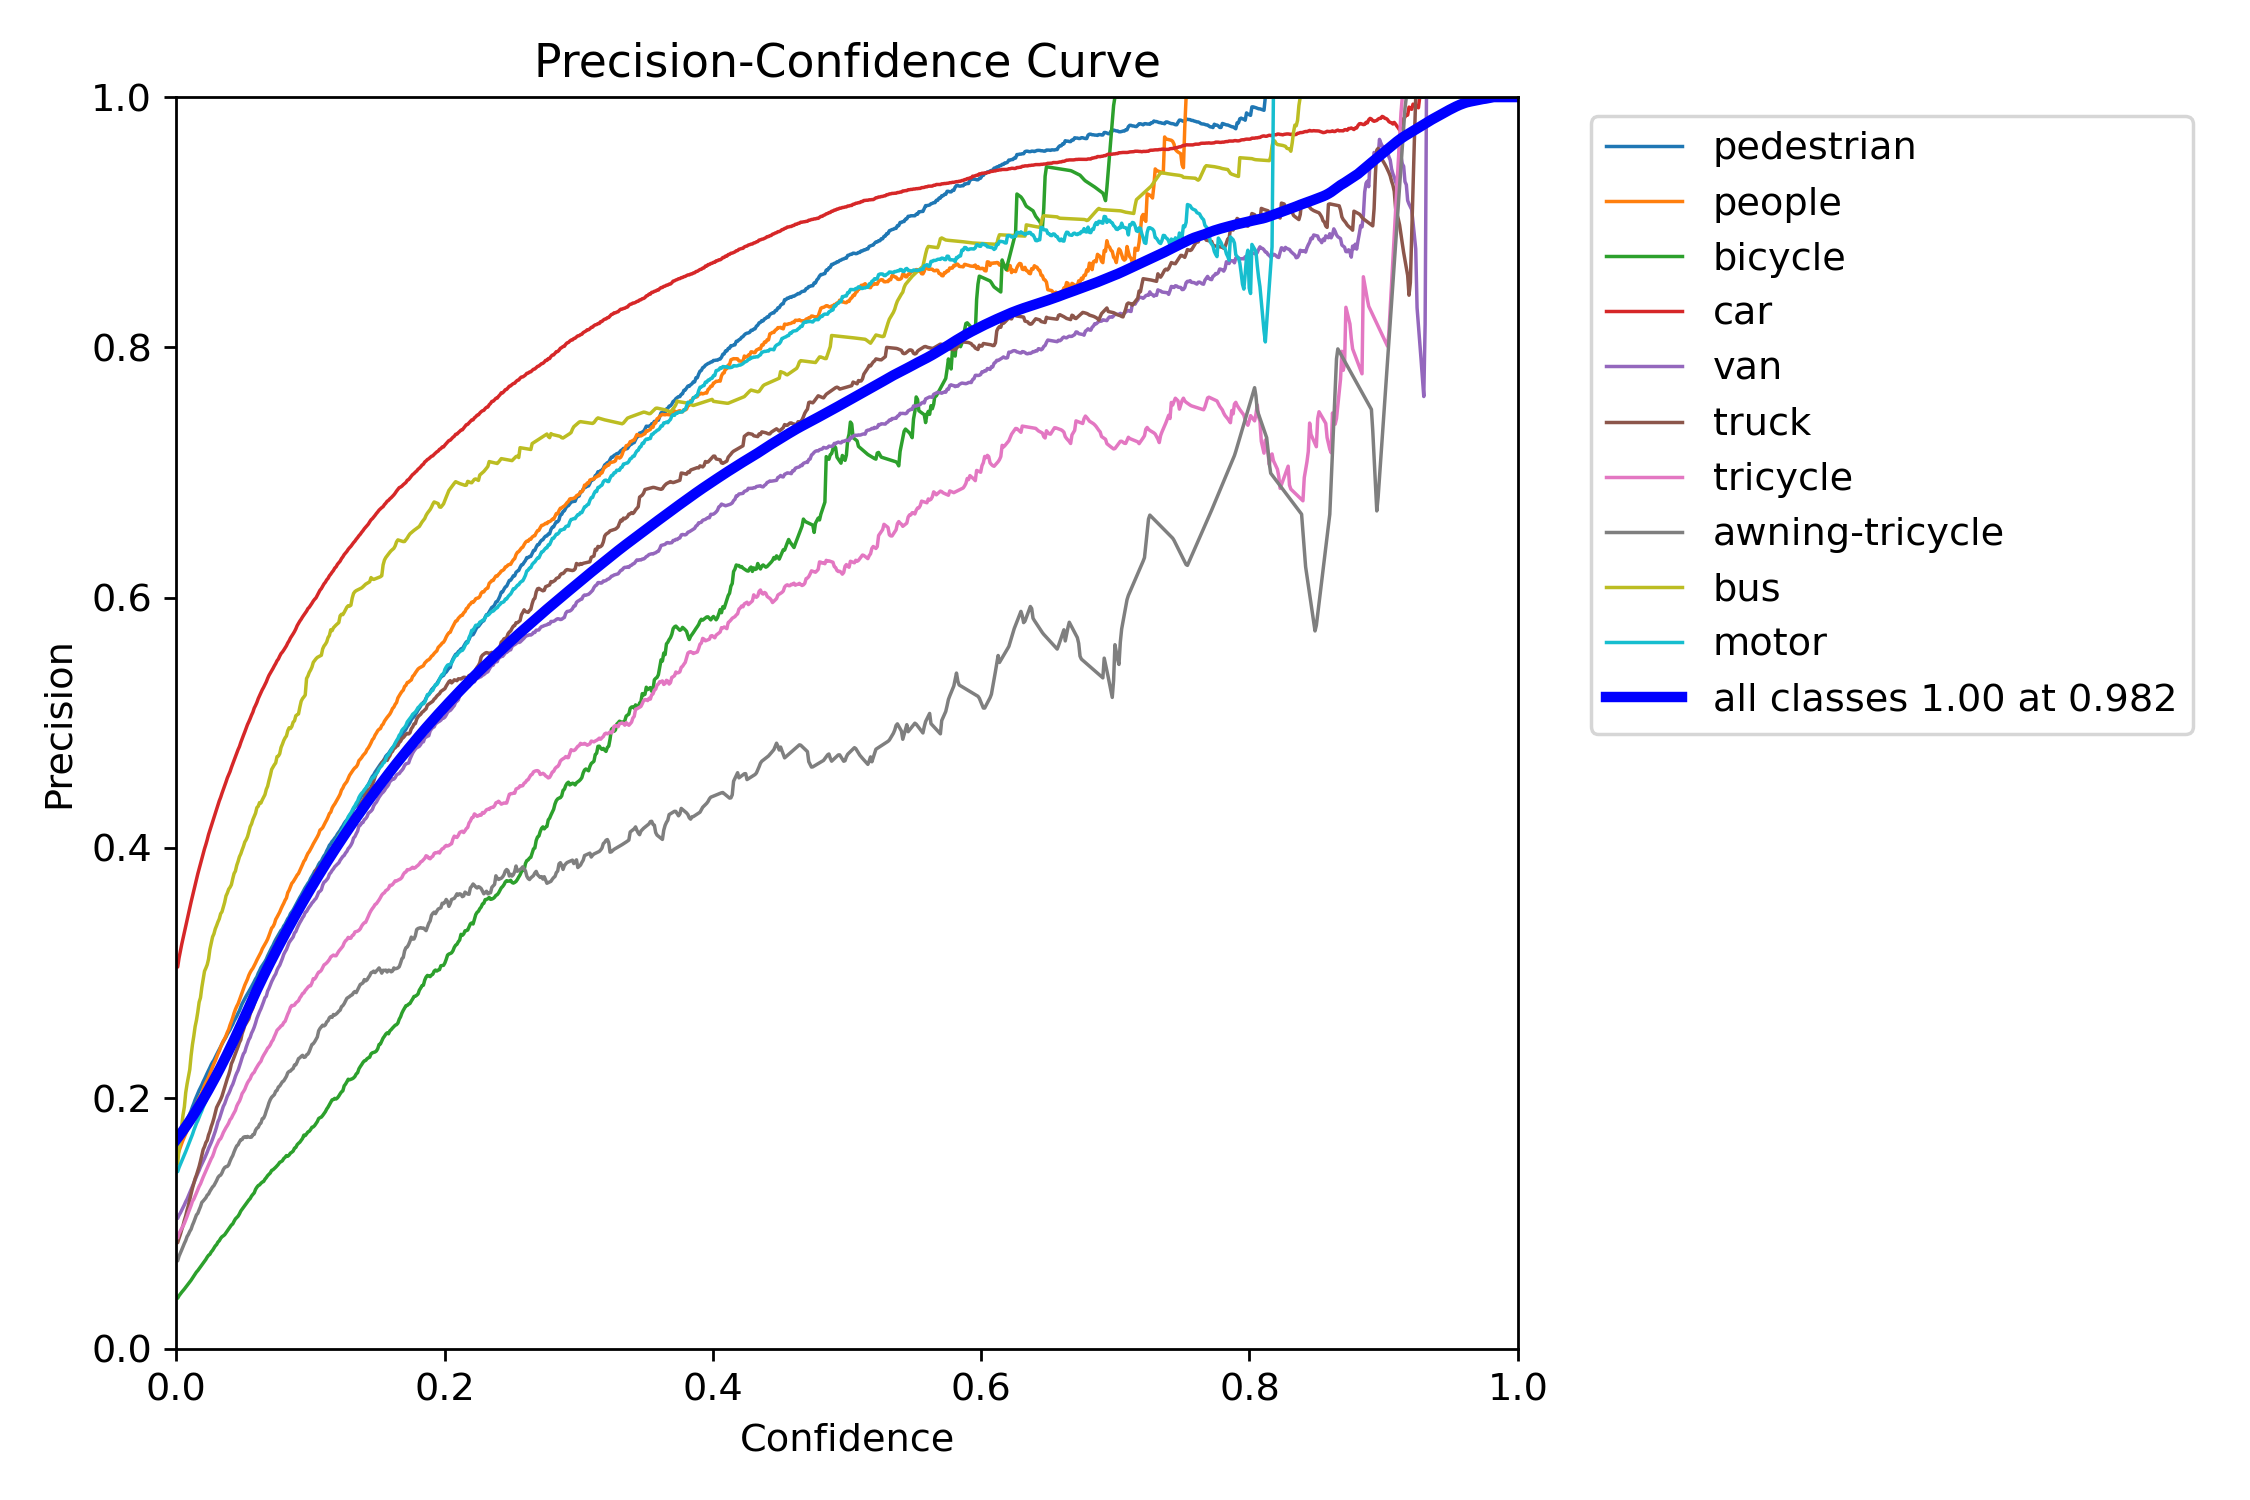 Precision-Confidence Curve
1.0
0.8
0.6
0.4
0.2
0.0
Precision
0.0 0.2 0.4 0.6 0.8 1.0
Confidence
pedestrian
people
bicycle
car
van
truck
tricycle
awning-tricycle
bus
motor
all classes 1.00 at 0.982